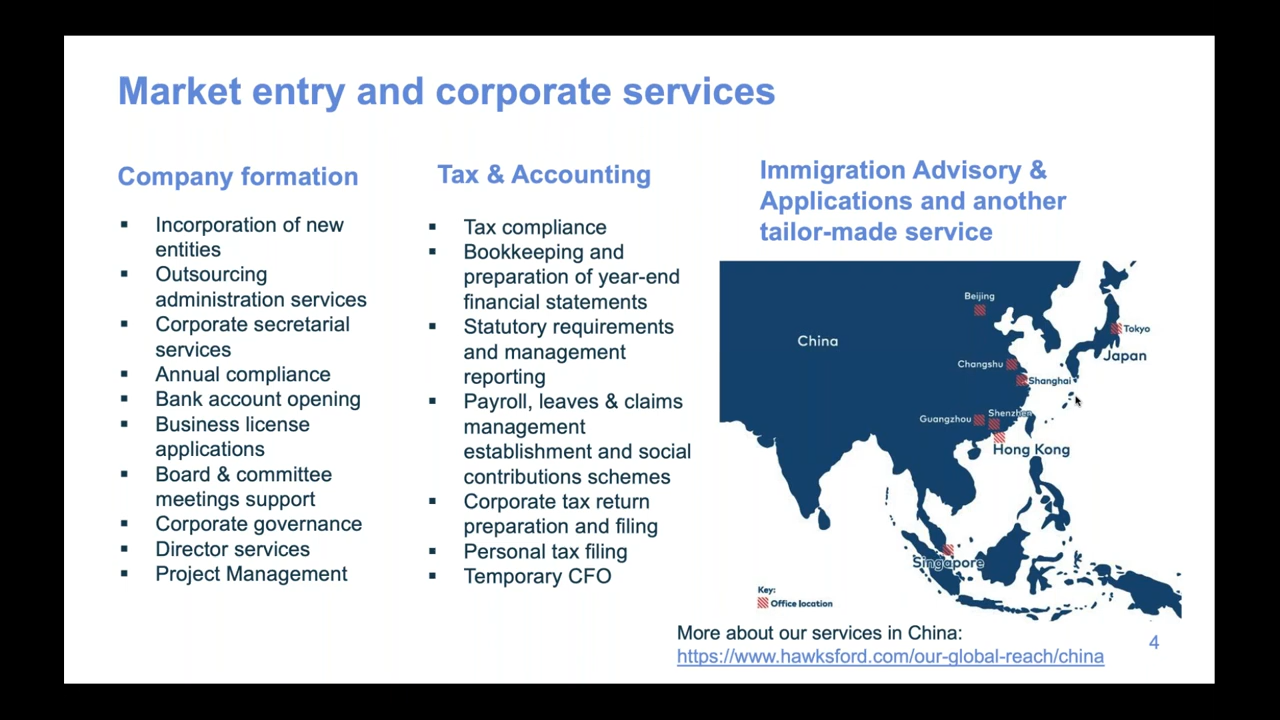 Market entry and corporate services
Company formation
Incorporation of new
entities
Outsourcing
administration services
Corporate secretarial
services
Annual compliance
Bank account opening
Business license
applications
Board & committee
meetings support
Corporate governance
Director services
Project Management
Tax & Accounting
Tax compliance
Bookkeeping and
preparation of year-end
financial statements
Statutory requirements
and management
reporting
Payroll, leaves & claims
management
establishment and social
contributions schemes
Corporate tax return
preparation and filing
Personal tax filing
Temporary CFO
Immigration Advisory &
Applications and another
tailor-made service
Beijing
Tokyo
China
Japan
Changshu
Shanghai
Shenzhen
Guangzhou
Hong Kong
Singapore
Key:
Office location
More about our services in China:
https://www.hawksford.com/our-global-reach/china
4